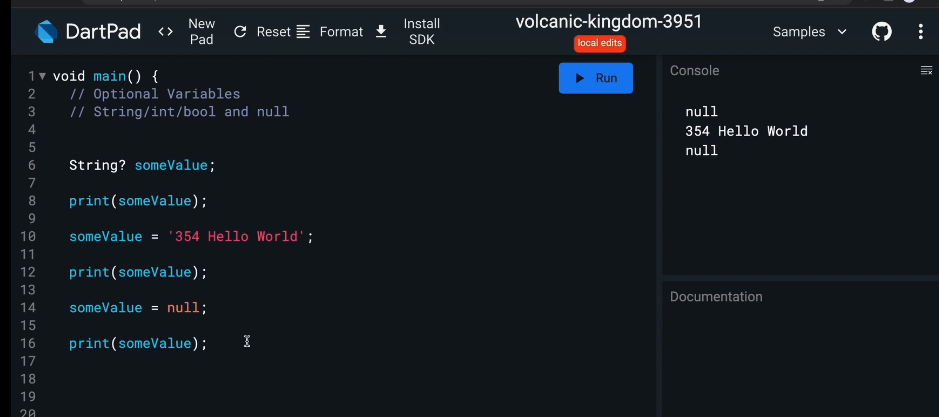 DartPad <> New Pad Reset Format Install SDK volcanic-kingdom-3951 Samples
local edits
1 void main() {
2 // Optional Variables
3 // String/int/bool and null
4
5
6 String? someValue;
7
8 print(someValue);
9
10 someValue = '354 Hello World';
11
12 print(someValue);
13
14 someValue = null;
15
16 print(someValue);
17
18
19
20
Run
Console
null
354 Hello World
null
Documentation